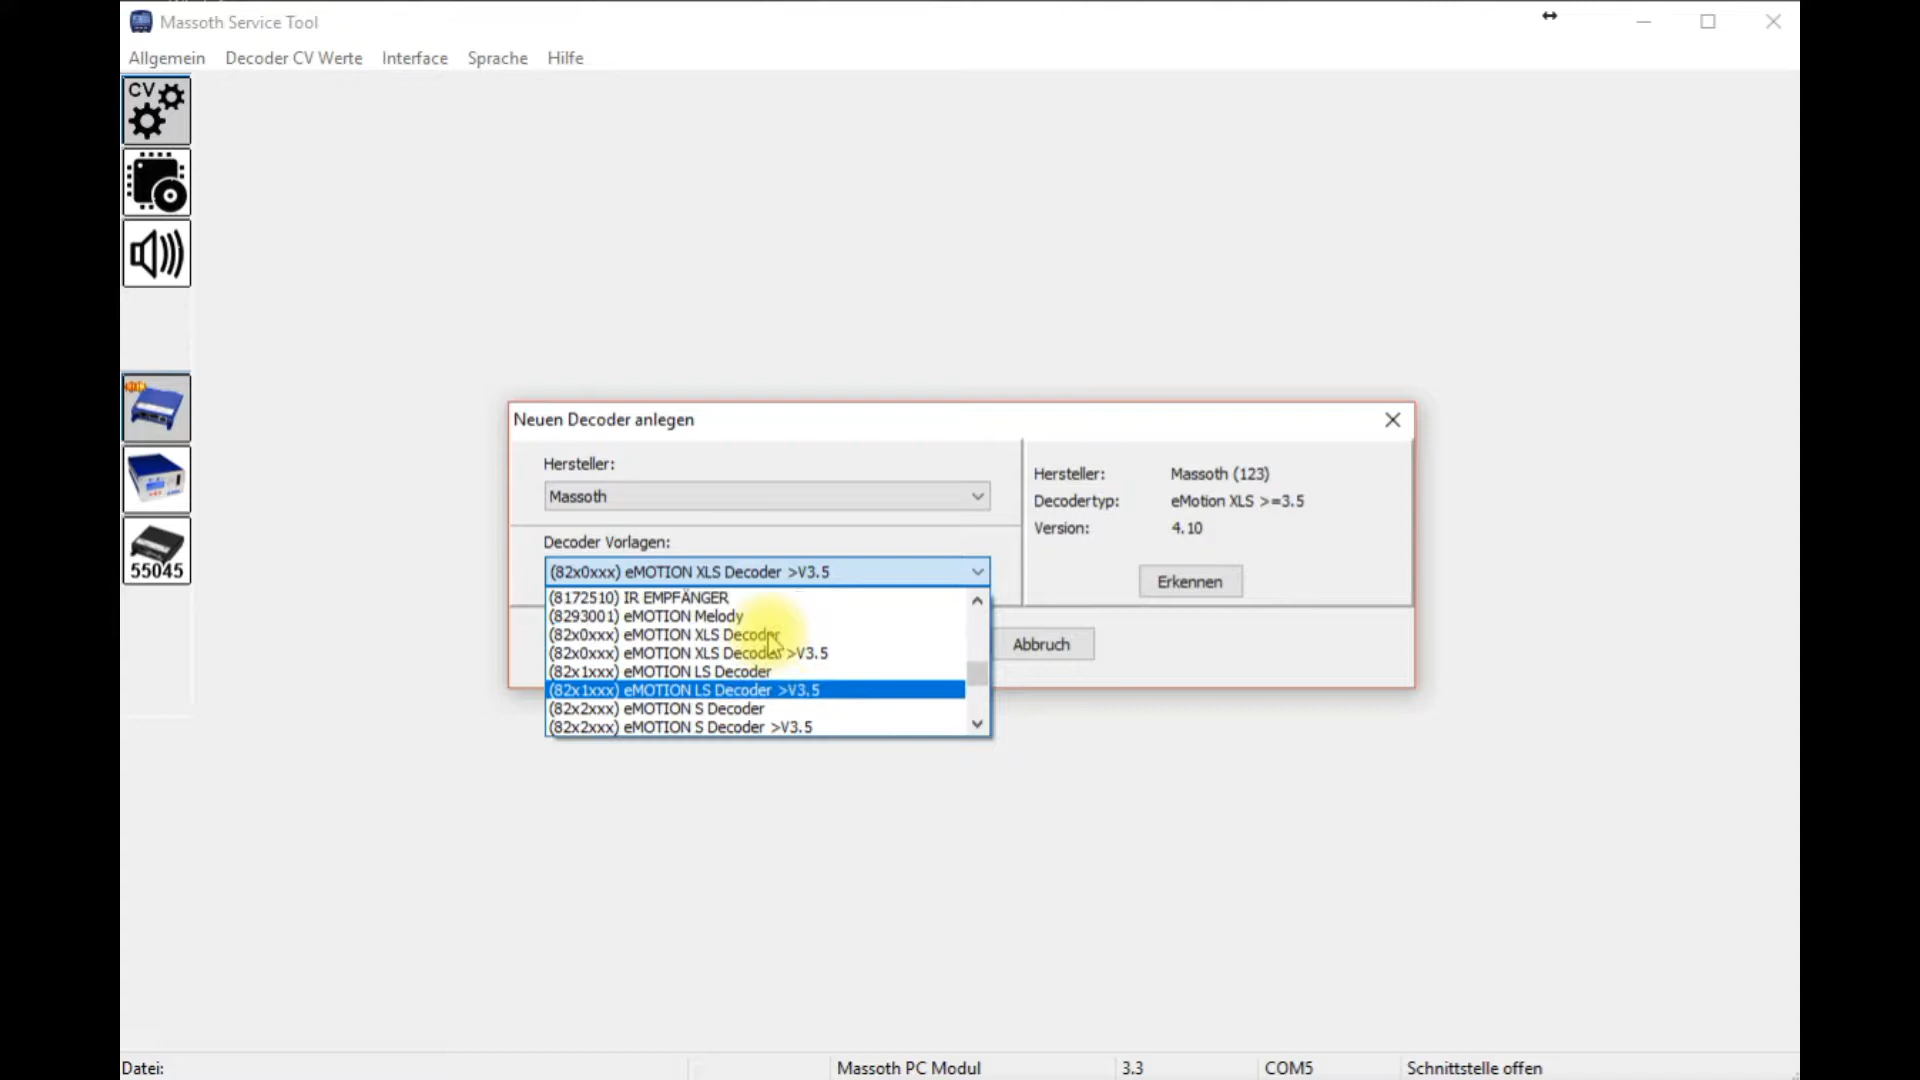 Massoth Service Tool
Allgemein Decoder CV Werte Interface Sprache Hilfe
CV
Neuen Decoder anlegen
Hersteller:
Massoth
Decoder Vorlagen:
(82x0xxx) eMOTION XLS Decoder >V3.5
(8172510) IR EMPFÄNGER
(8293001) eMOTION Melody
(82x0xxx) eMOTION XLS Decoder
(82x0xxx) eMOTION XLS Decoder >V3.5
(82x1xxx) eMOTION LS Decoder
(82x1xxx) eMOTION LS Decoder >V3.5
(82x2xxx) eMOTION S Decoder
(82x2xxx) eMOTION S Decoder >V3.5
Hersteller: Massoth (123)
Decodertyp: eMotion XLS >=3.5
Version: 4.10
Erkennen
Abbruch
55045
Datei: Massoth PC Modul 3.3 COM5 Schnittstelle offen